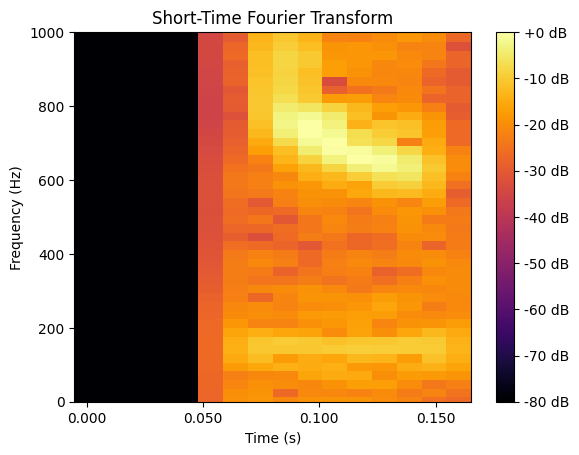 Short-Time Fourier Transform
1000
800
600
400
200
0
Frequency (Hz)
0.000
0.050
0.100
0.150
Time (s)
+0 dB
-10 dB
-20 dB
-30 dB
-40 dB
-50 dB
-60 dB
-70 dB
-80 dB